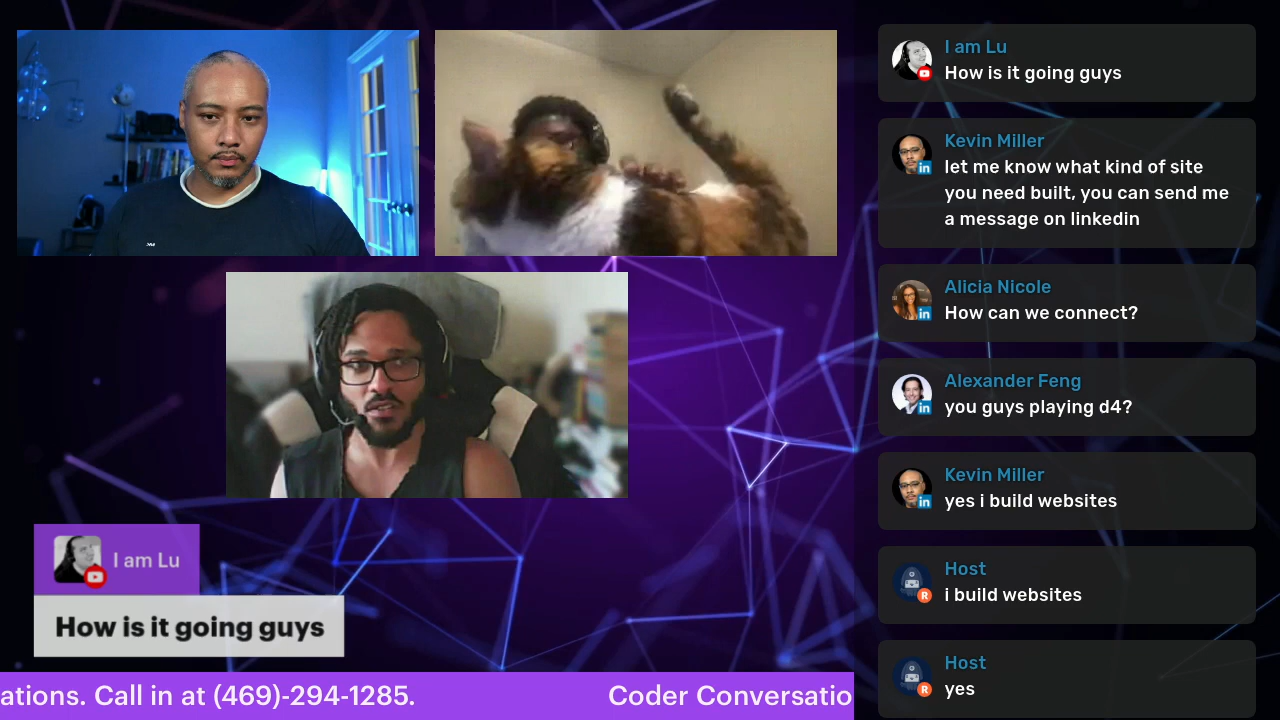 I am Lu
How is it going guys
Kevin Miller
let me know what kind of site
you need built, you can send me
a message on linkedin
Alicia Nicole
How can we connect?
Alexander Feng
you guys playing d4?
Kevin Miller
yes i build websites
Host
i build websites
Host
yes
I am Lu
How is it going guys
ations. Call in at (469)-294-1285.
Coder Conversatio